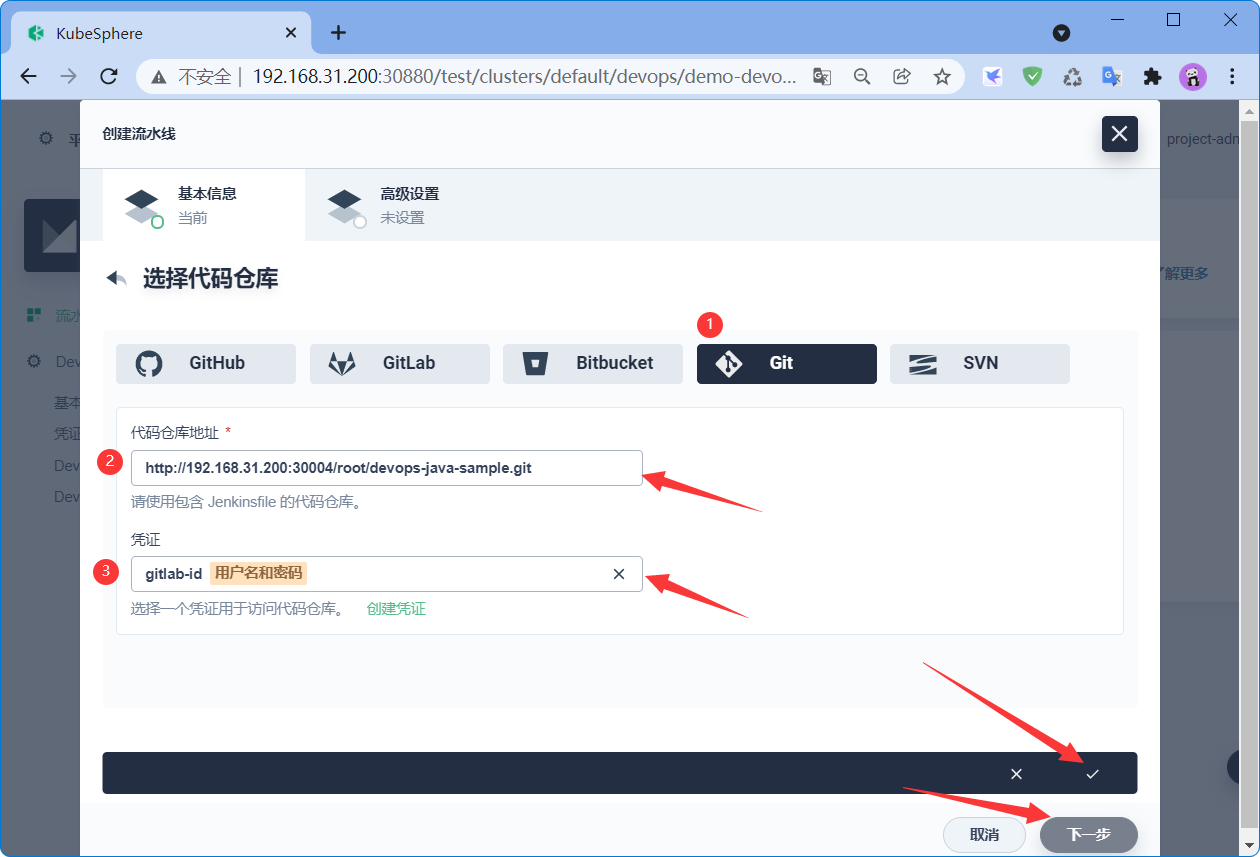 KubeSphere
不安全 192.168.31.200:30880/test/clusters/default/devops/demo-devo...
创建流水线
平
project-adn
基本信息
当前
高级设置
未设置
选择代码仓库
解更多
流水
Dev
基本
凭证
Dev
Dev
1
GitHub
GitLab
Bitbucket
Git
SVN
代码仓库地址 *
2
http://192.168.31.200:30004/root/devops-java-sample.git
请使用包含 Jenkinsfile 的代码仓库。
凭证
3
gitlab-id 用户名和密码
选择一个凭证用于访问代码仓库。 创建凭证
取消
下一步